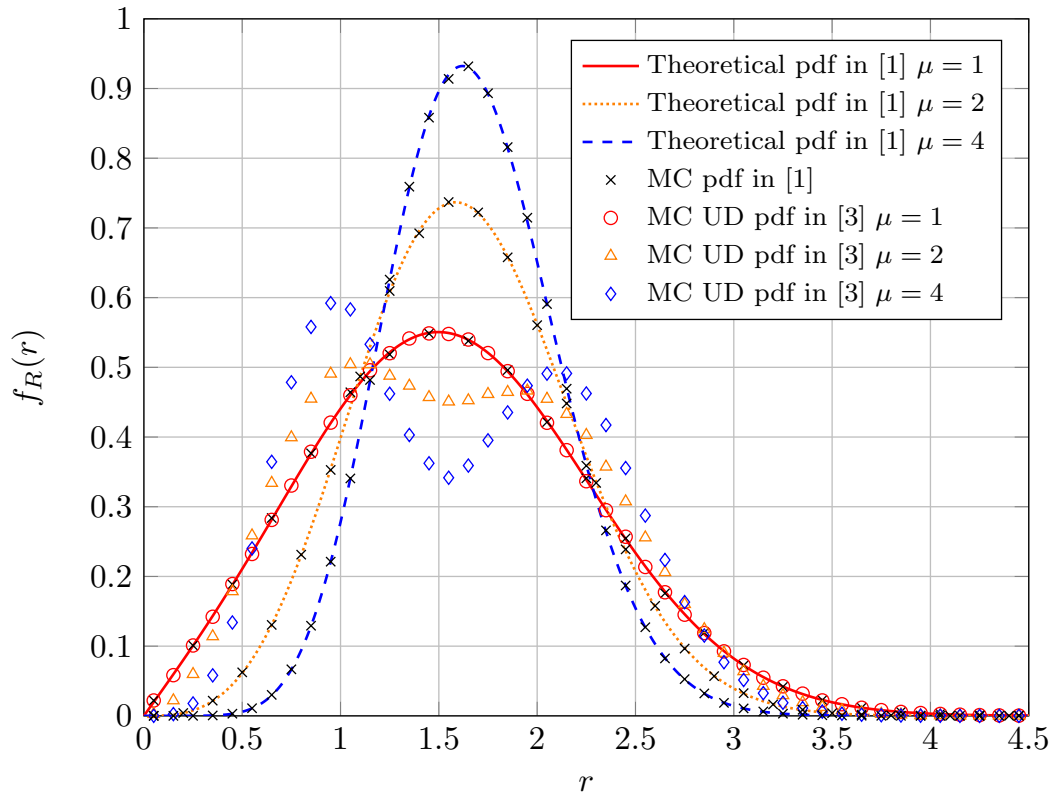 1
0.9
0.8
0.7
0.6
0.5
0.4
0.3
0.2
0.1
0
f_R(r)
Theoretical pdf in [1] μ = 1
Theoretical pdf in [1] μ = 2
Theoretical pdf in [1] μ = 4
MC pdf in [1]
MC UD pdf in [3] μ = 1
MC UD pdf in [3] μ = 2
MC UD pdf in [3] μ = 4
0 0.5 1 1.5 2 2.5 3 3.5 4 4.5
r